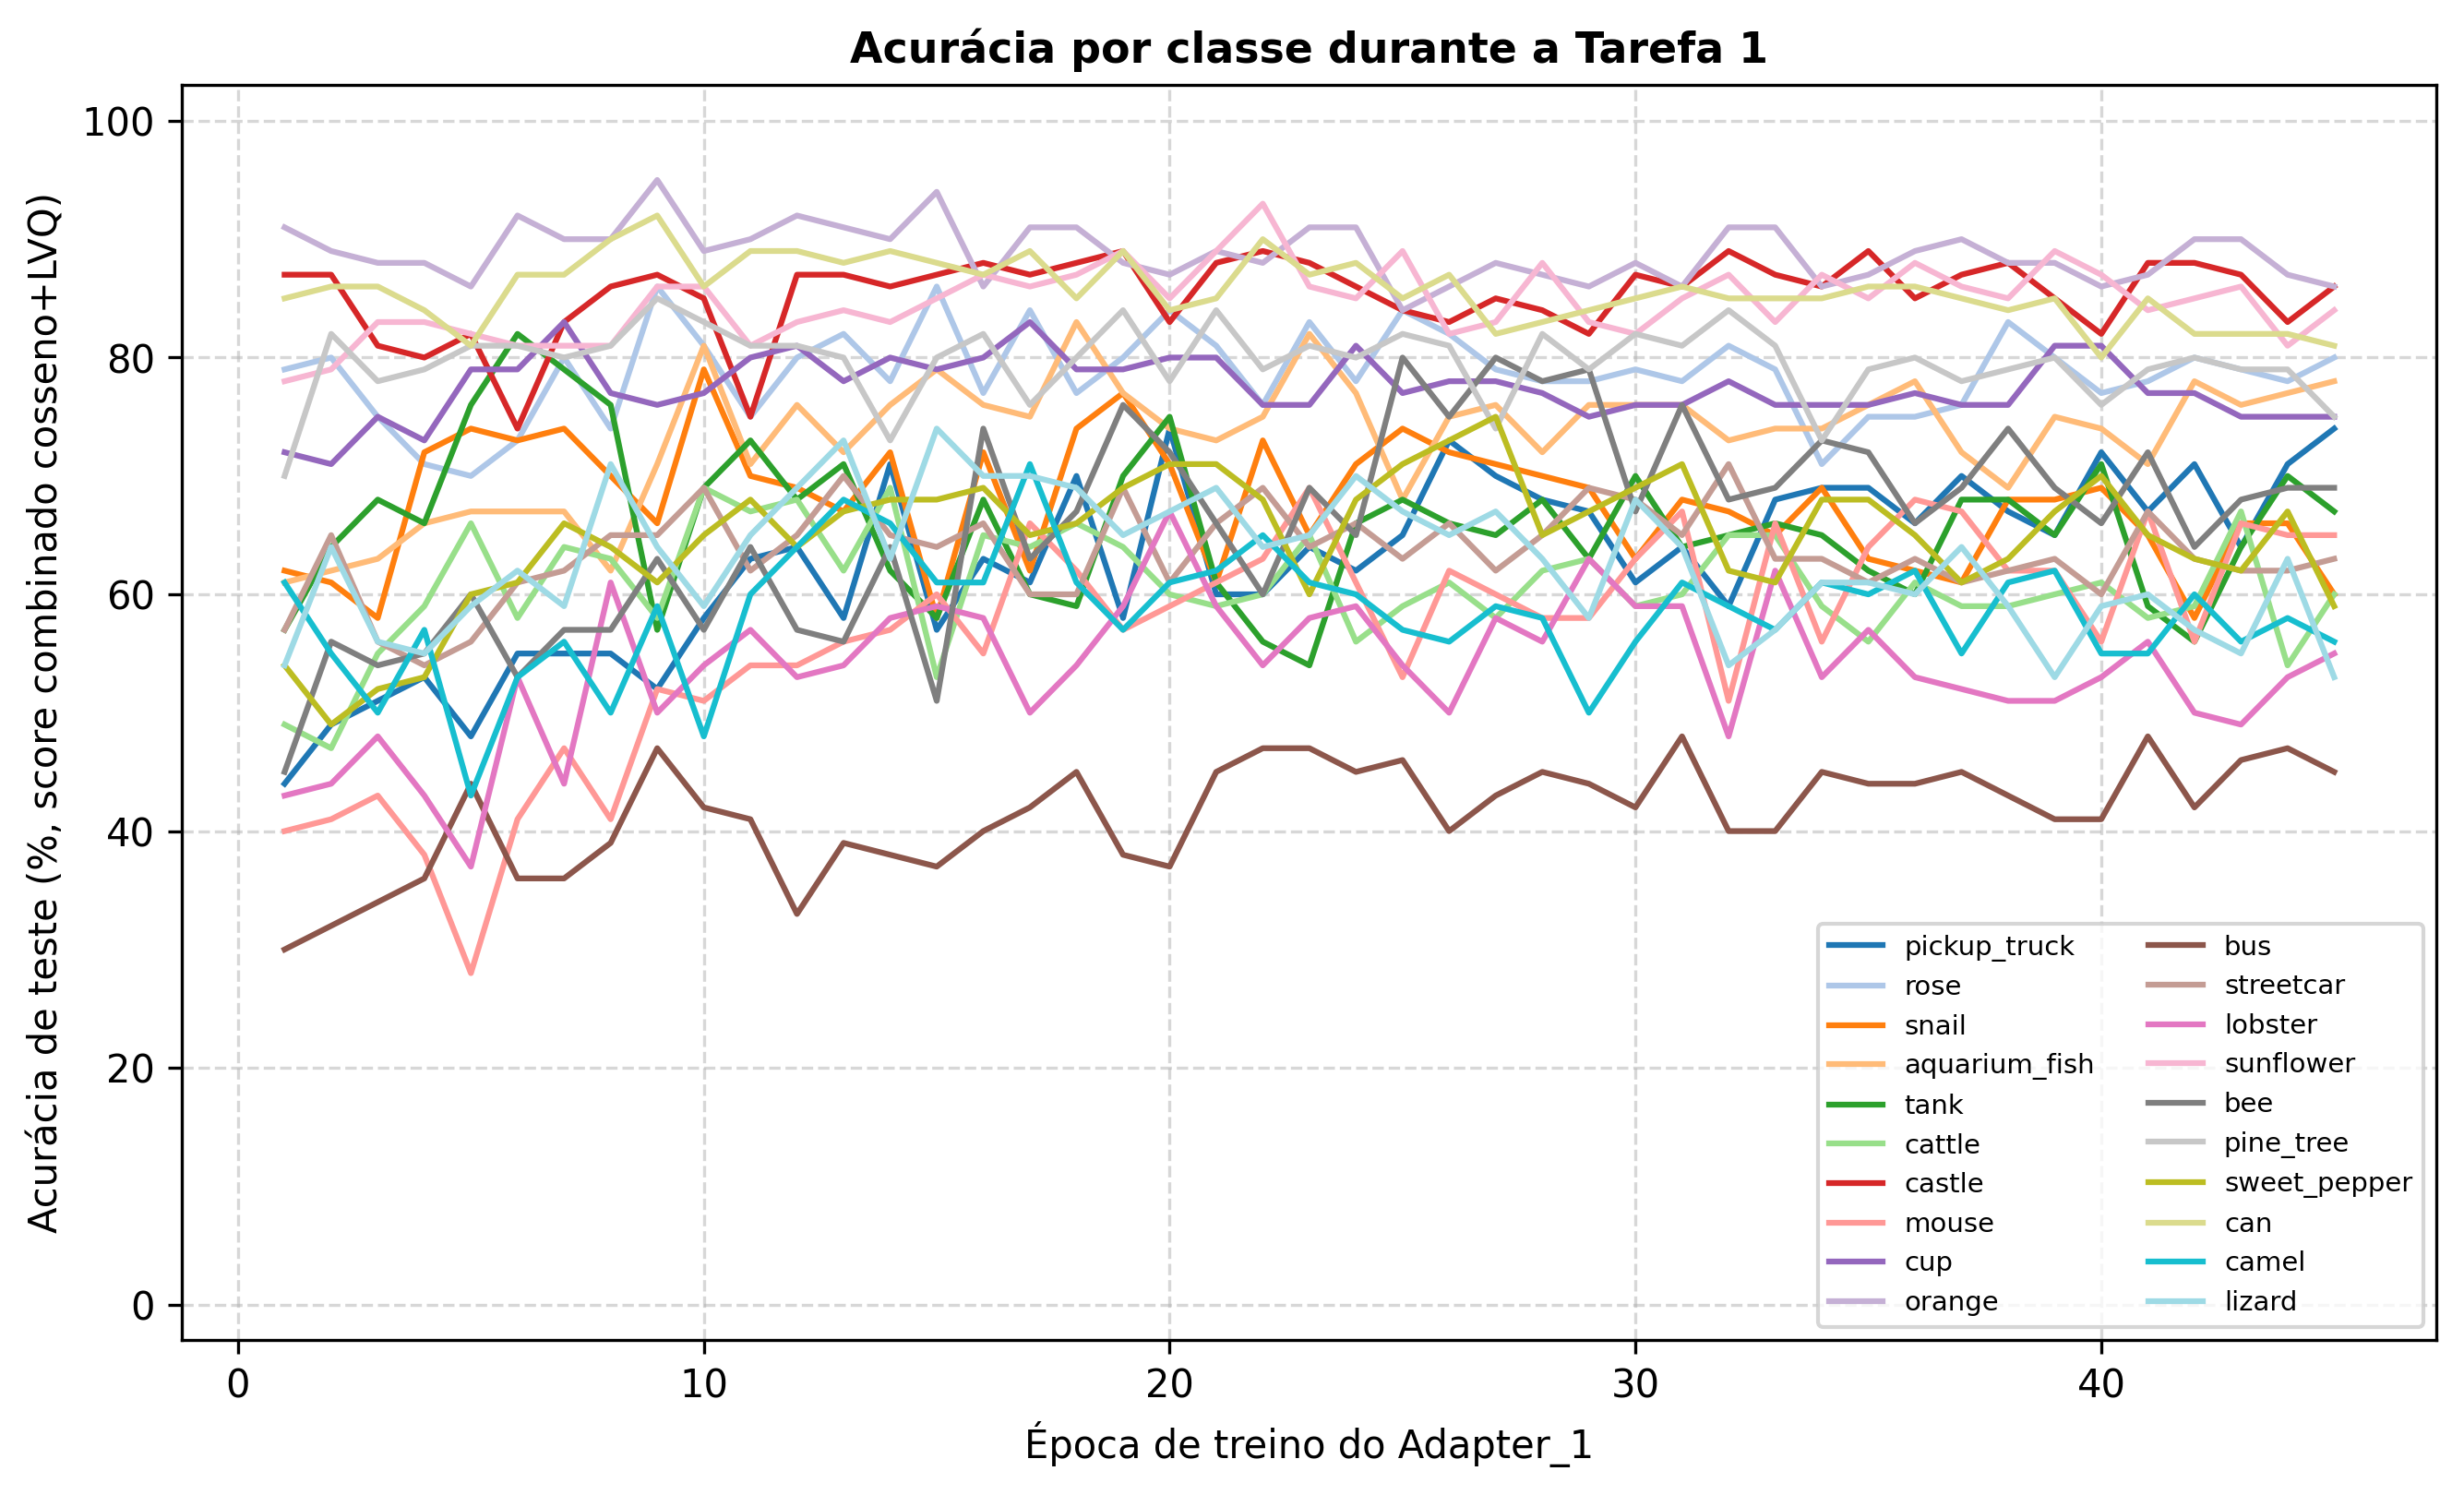 Acurácia por classe durante a Tarefa 1
Acurácia de teste (%, score combinado cosseno+LVQ)
100
80
60
40
20
0
0
10
20
30
40
Época de treino do Adapter_1
pickup_truck
rose
snail
aquarium_fish
tank
cattle
castle
mouse
cup
orange
bus
streetcar
lobster
sunflower
bee
pine_tree
sweet_pepper
can
camel
lizard